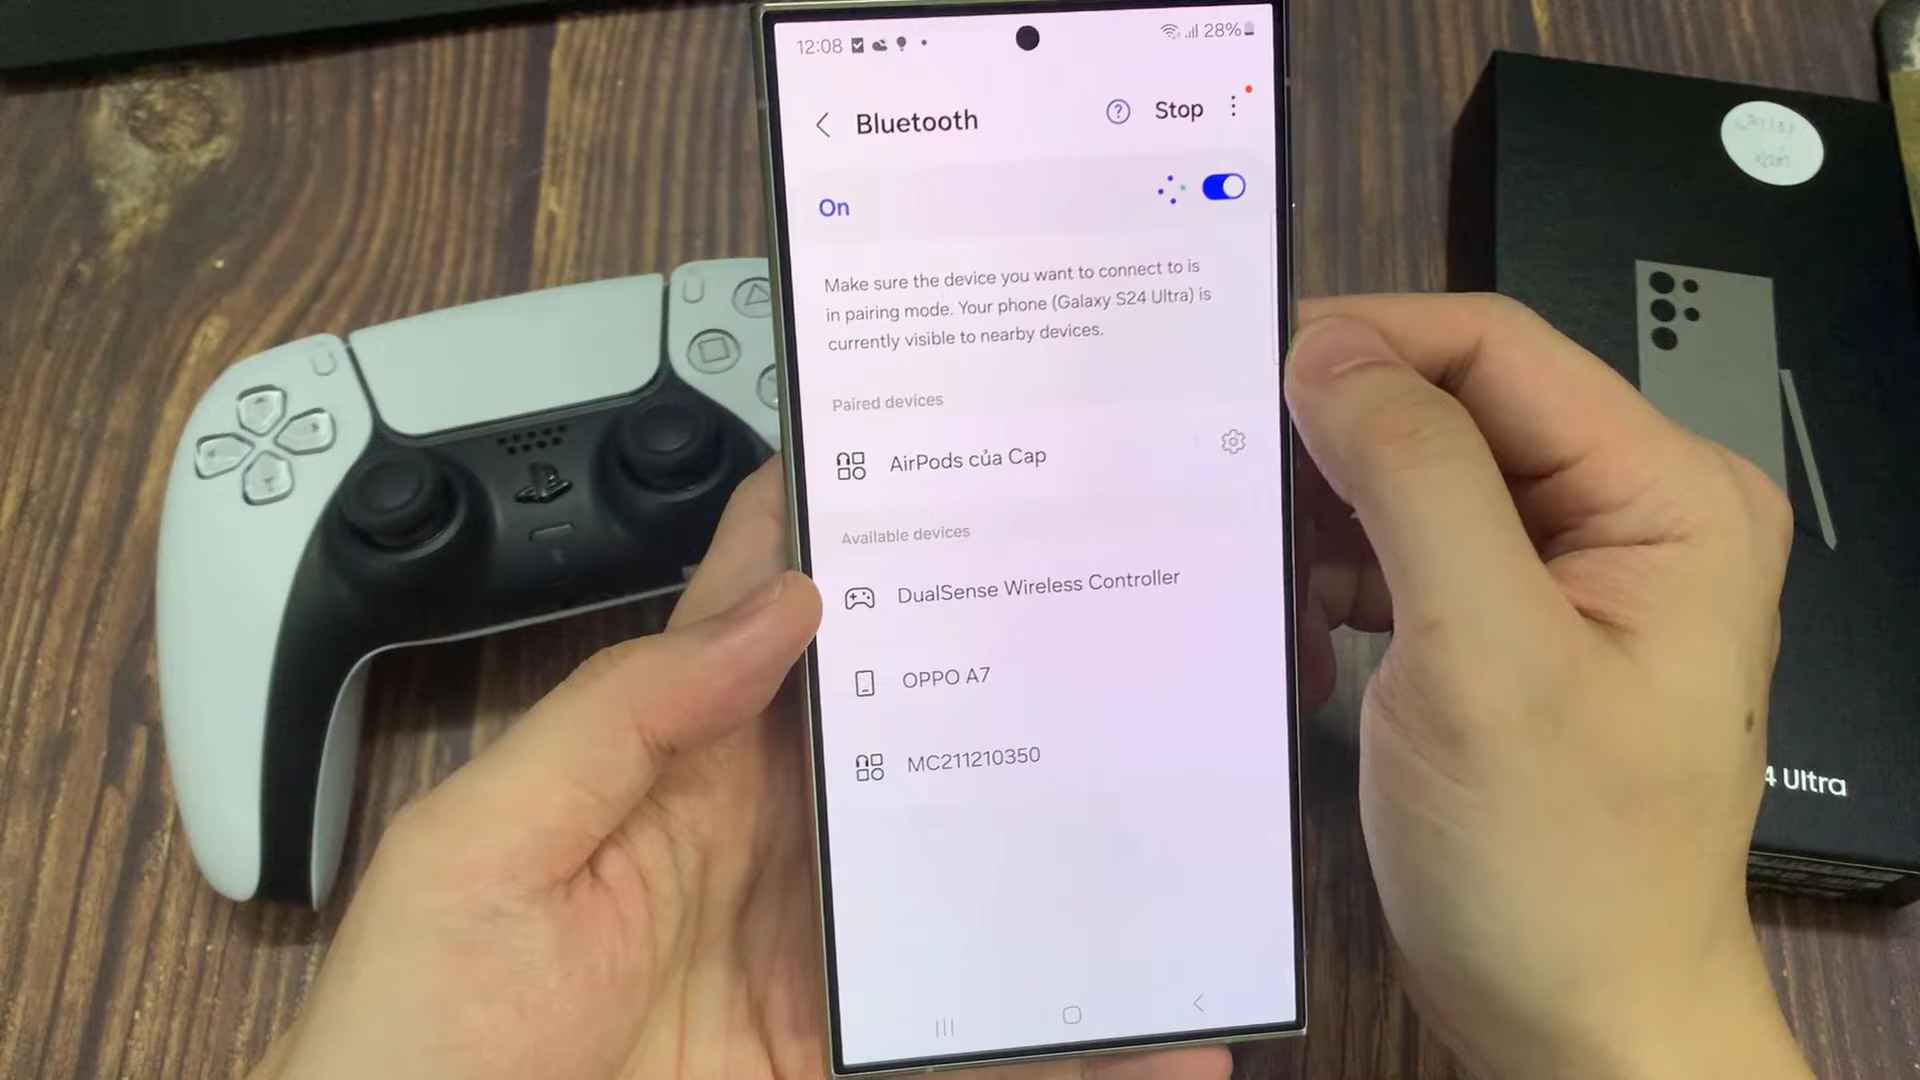 12:08
28%
Bluetooth
Stop
On
Make sure the device you want to connect to is
in pairing mode. Your phone (Galaxy S24 Ultra) is
currently visible to nearby devices.
Paired devices
AirPods của Cap
Available devices
DualSense Wireless Controller
OPPO A7
MC211210350
4 Ultra